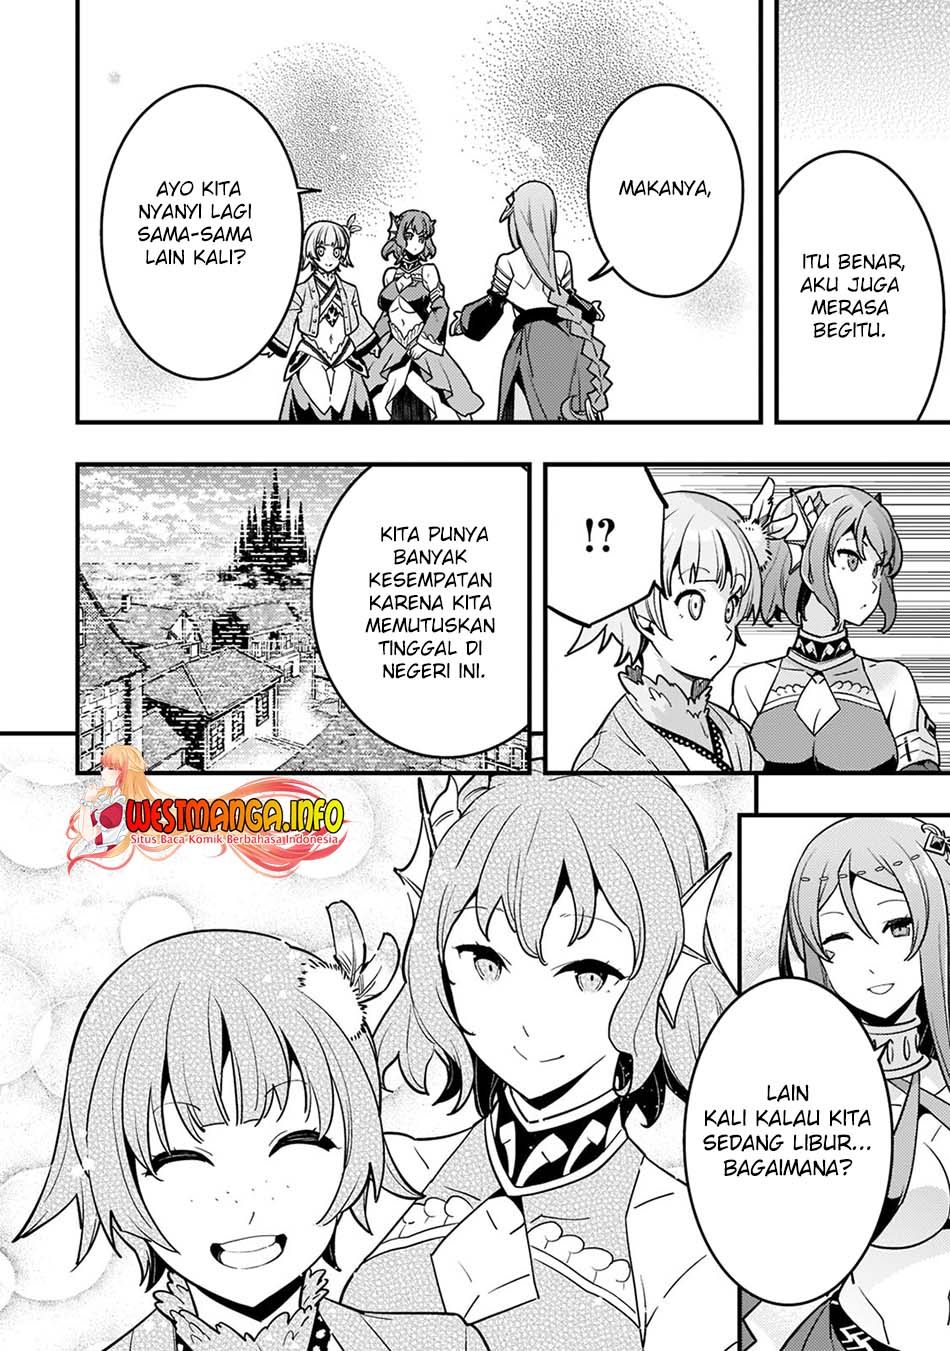 ITU BENAR,
AKU JUGA
MERASA
BEGITU.
MAKANYA,
AYO KITA
NYANYI LAGI
SAMA-SAMA
LAIN KALI?
!?
KITA PUNYA
BANYAK
KESEMPATAN
KARENA KITA
MEMUTUSKAN
TINGGAL DI
NEGERI INI.
LAIN
KALI KALAU KITA
SEDANG LIBUR...
BAGAIMANA?
WESTMANGA.INFO
Situs Baca Komik Berbahasa Indonesia